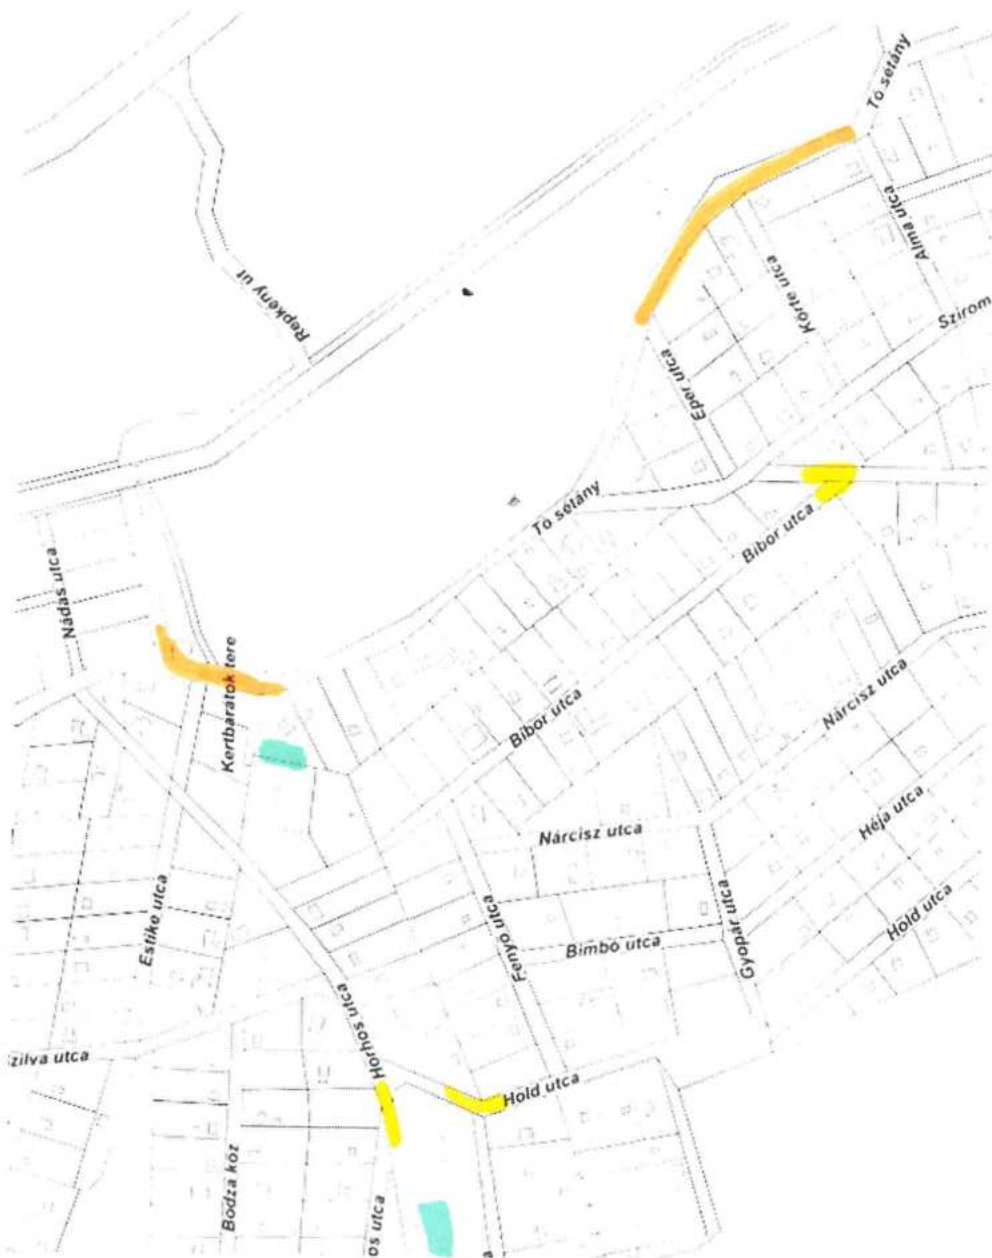 Tó sétány
Repkény út
Alma utca
Körte utca
Szirom
Eper utca
Tó sétány
Bíbor utca
Nádas utca
Kertbarátok tere
Bíbor utca
Nárcisz utca
Nárcisz utca
Héja utca
Estike utca
Fenyo utca
Gyopár utca
Hold utca
Bimbó utca
Horhos utca
zilva utca
Hold utca
Bodza köz
os utca
a